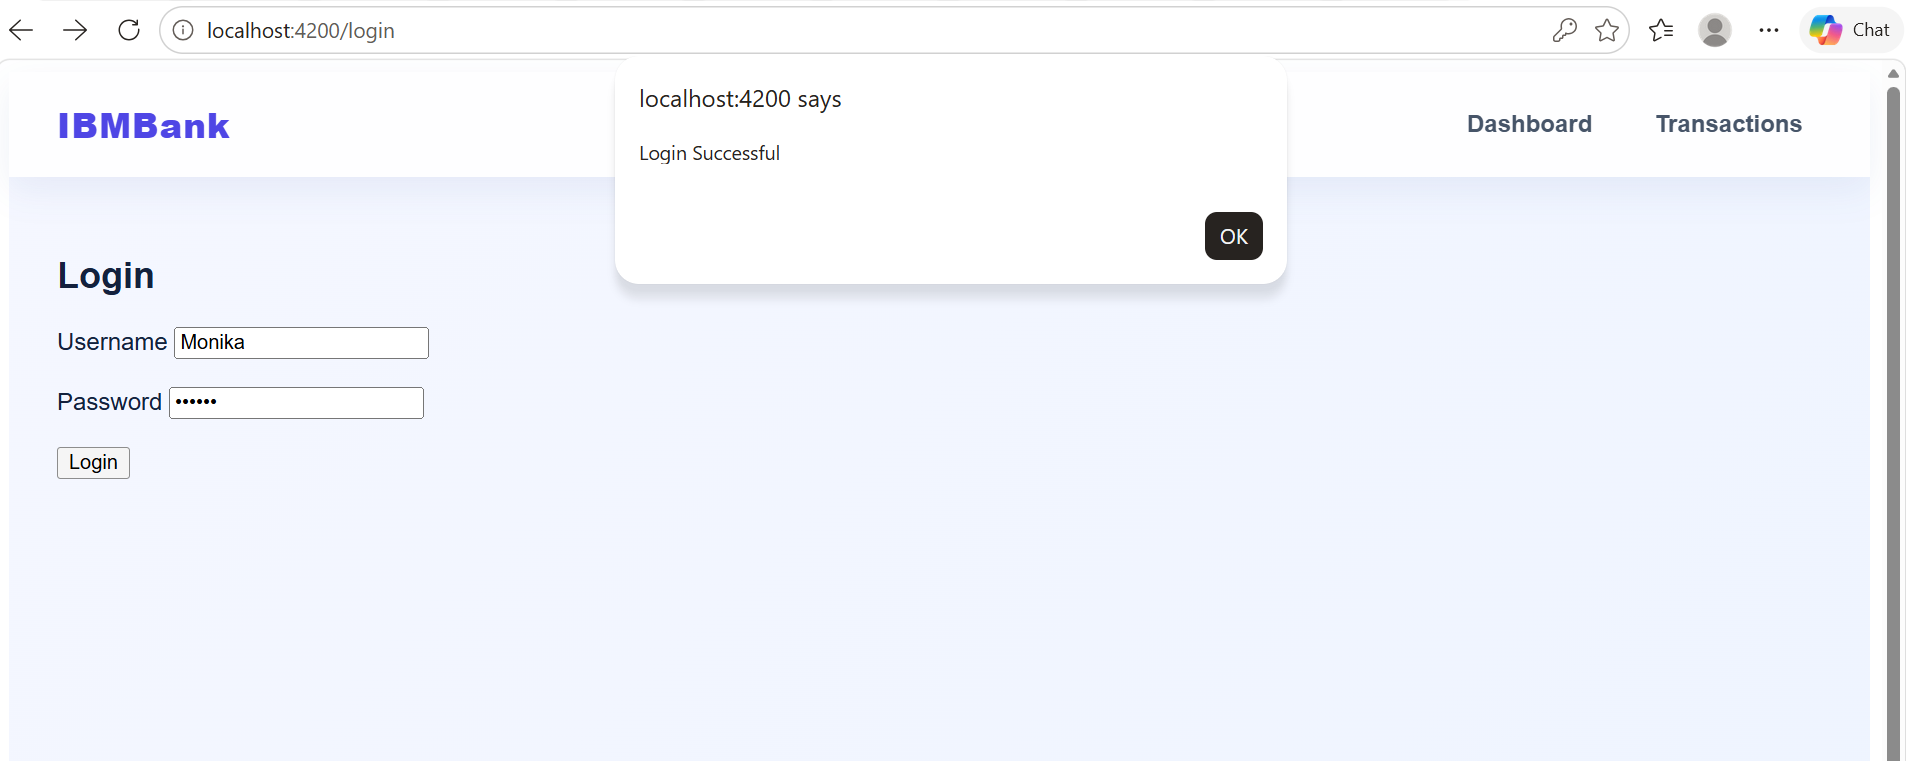 localhost:4200/login
Chat
IBMBank
Dashboard
Transactions
localhost:4200 says
Login Successful
OK
Login
Username Monika
Password ••••••
Login